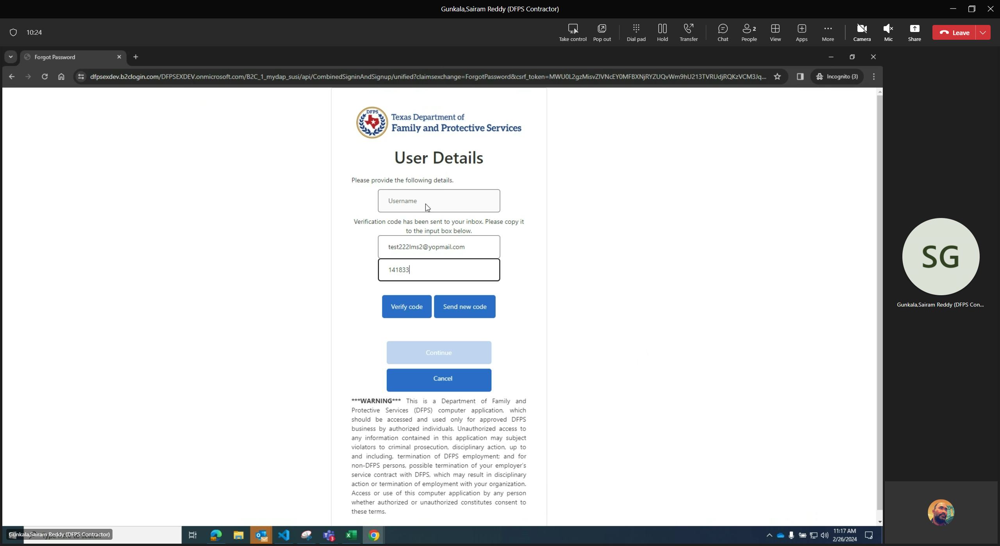 Gunkala,Sairam Reddy (DFPS Contractor)
10:24
Take control
Pop out
Dial pad
Hold
Transfer
Chat
2
People
View
Apps
More
Camera
Mic
Share
Leave
Forgot Password
dfpsexdev.b2clogin.com/DFPSEXDEV.onmicrosoft.com/B2C_1_mydap_susi/api/CombinedSigninAndSignup/unified?claimsexchange=ForgotPassword&csrf_token=MWU0L2gzMisvZlVNcEY0MFBXNjRYZUQvWm9hU213TVRUdjRQKzVCM3Jq...
Incognito (3)
DFPS
Texas Department of
Family and Protective Services
User Details
Please provide the following details.
Username
Verification code has been sent to your inbox. Please copy it
to the input box below.
test222lms2@yopmail.com
141833
Verify code
Send new code
Continue
Cancel
***WARNING*** This is a Department of Family and
Protective Services (DFPS) computer application, which
should be accessed and used only for approved DFPS
business by authorized individuals. Unauthorized access to
any information contained in this application may subject
violators to criminal prosecution, disciplinary action, up to
and including, termination of DFPS employment; and for
non-DFPS persons, possible termination of your employer's
service contract with DFPS, which may result in disciplinary
action or termination of employment with your organization.
Access or use of this computer application by any person
whether authorized or unauthorized constitutes consent to
these terms.
SG
Gunkala,Sairam Reddy (DFPS Con...
Gunkala,Sairam Reddy (DFPS Contractor)
3
11:17 AM
2/26/2024